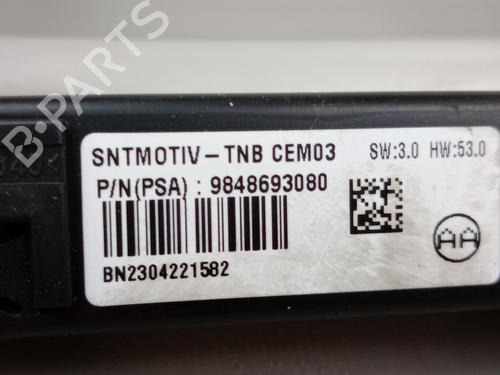 SNTMOTIV-TNB CEM03 SW:3.0 HW:53.0
P/N(PSA) : 9848693080
BN2304221582
AA
B-PARTS